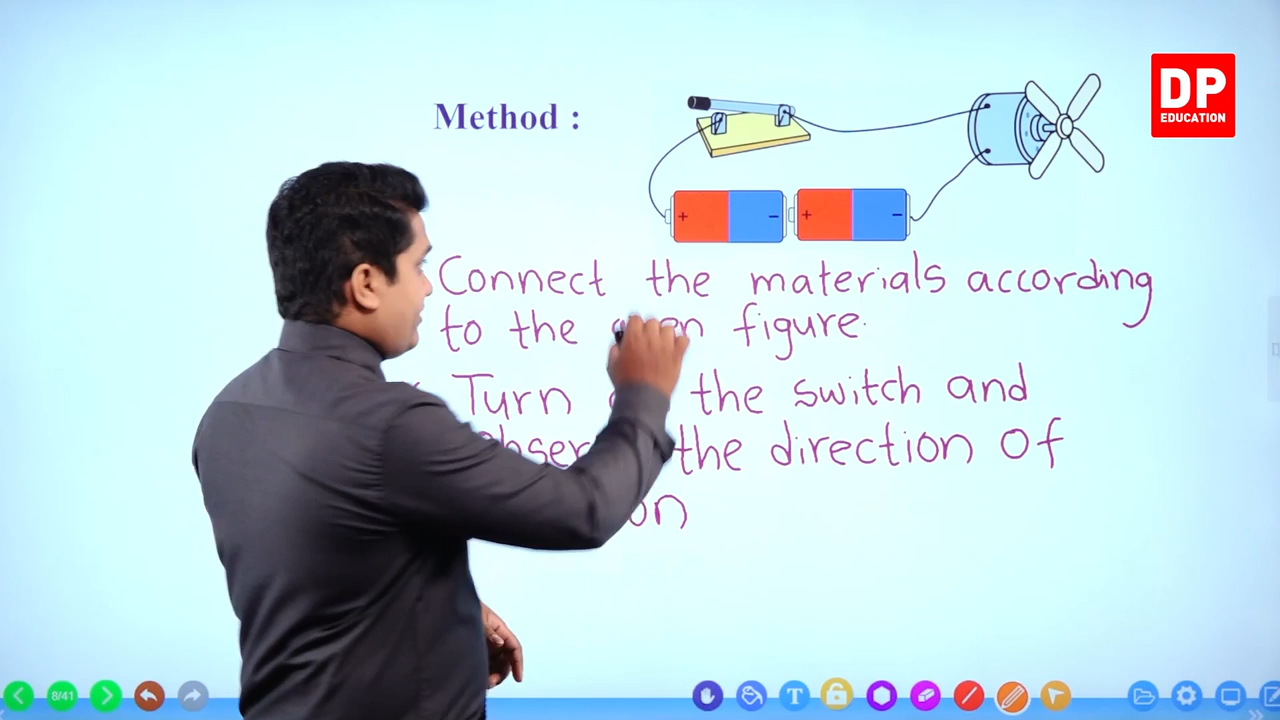 DP
EDUCATION
Method :
+ - + -
Connect the materials according
to the figure.
Turn the switch and
the direction of
8/41